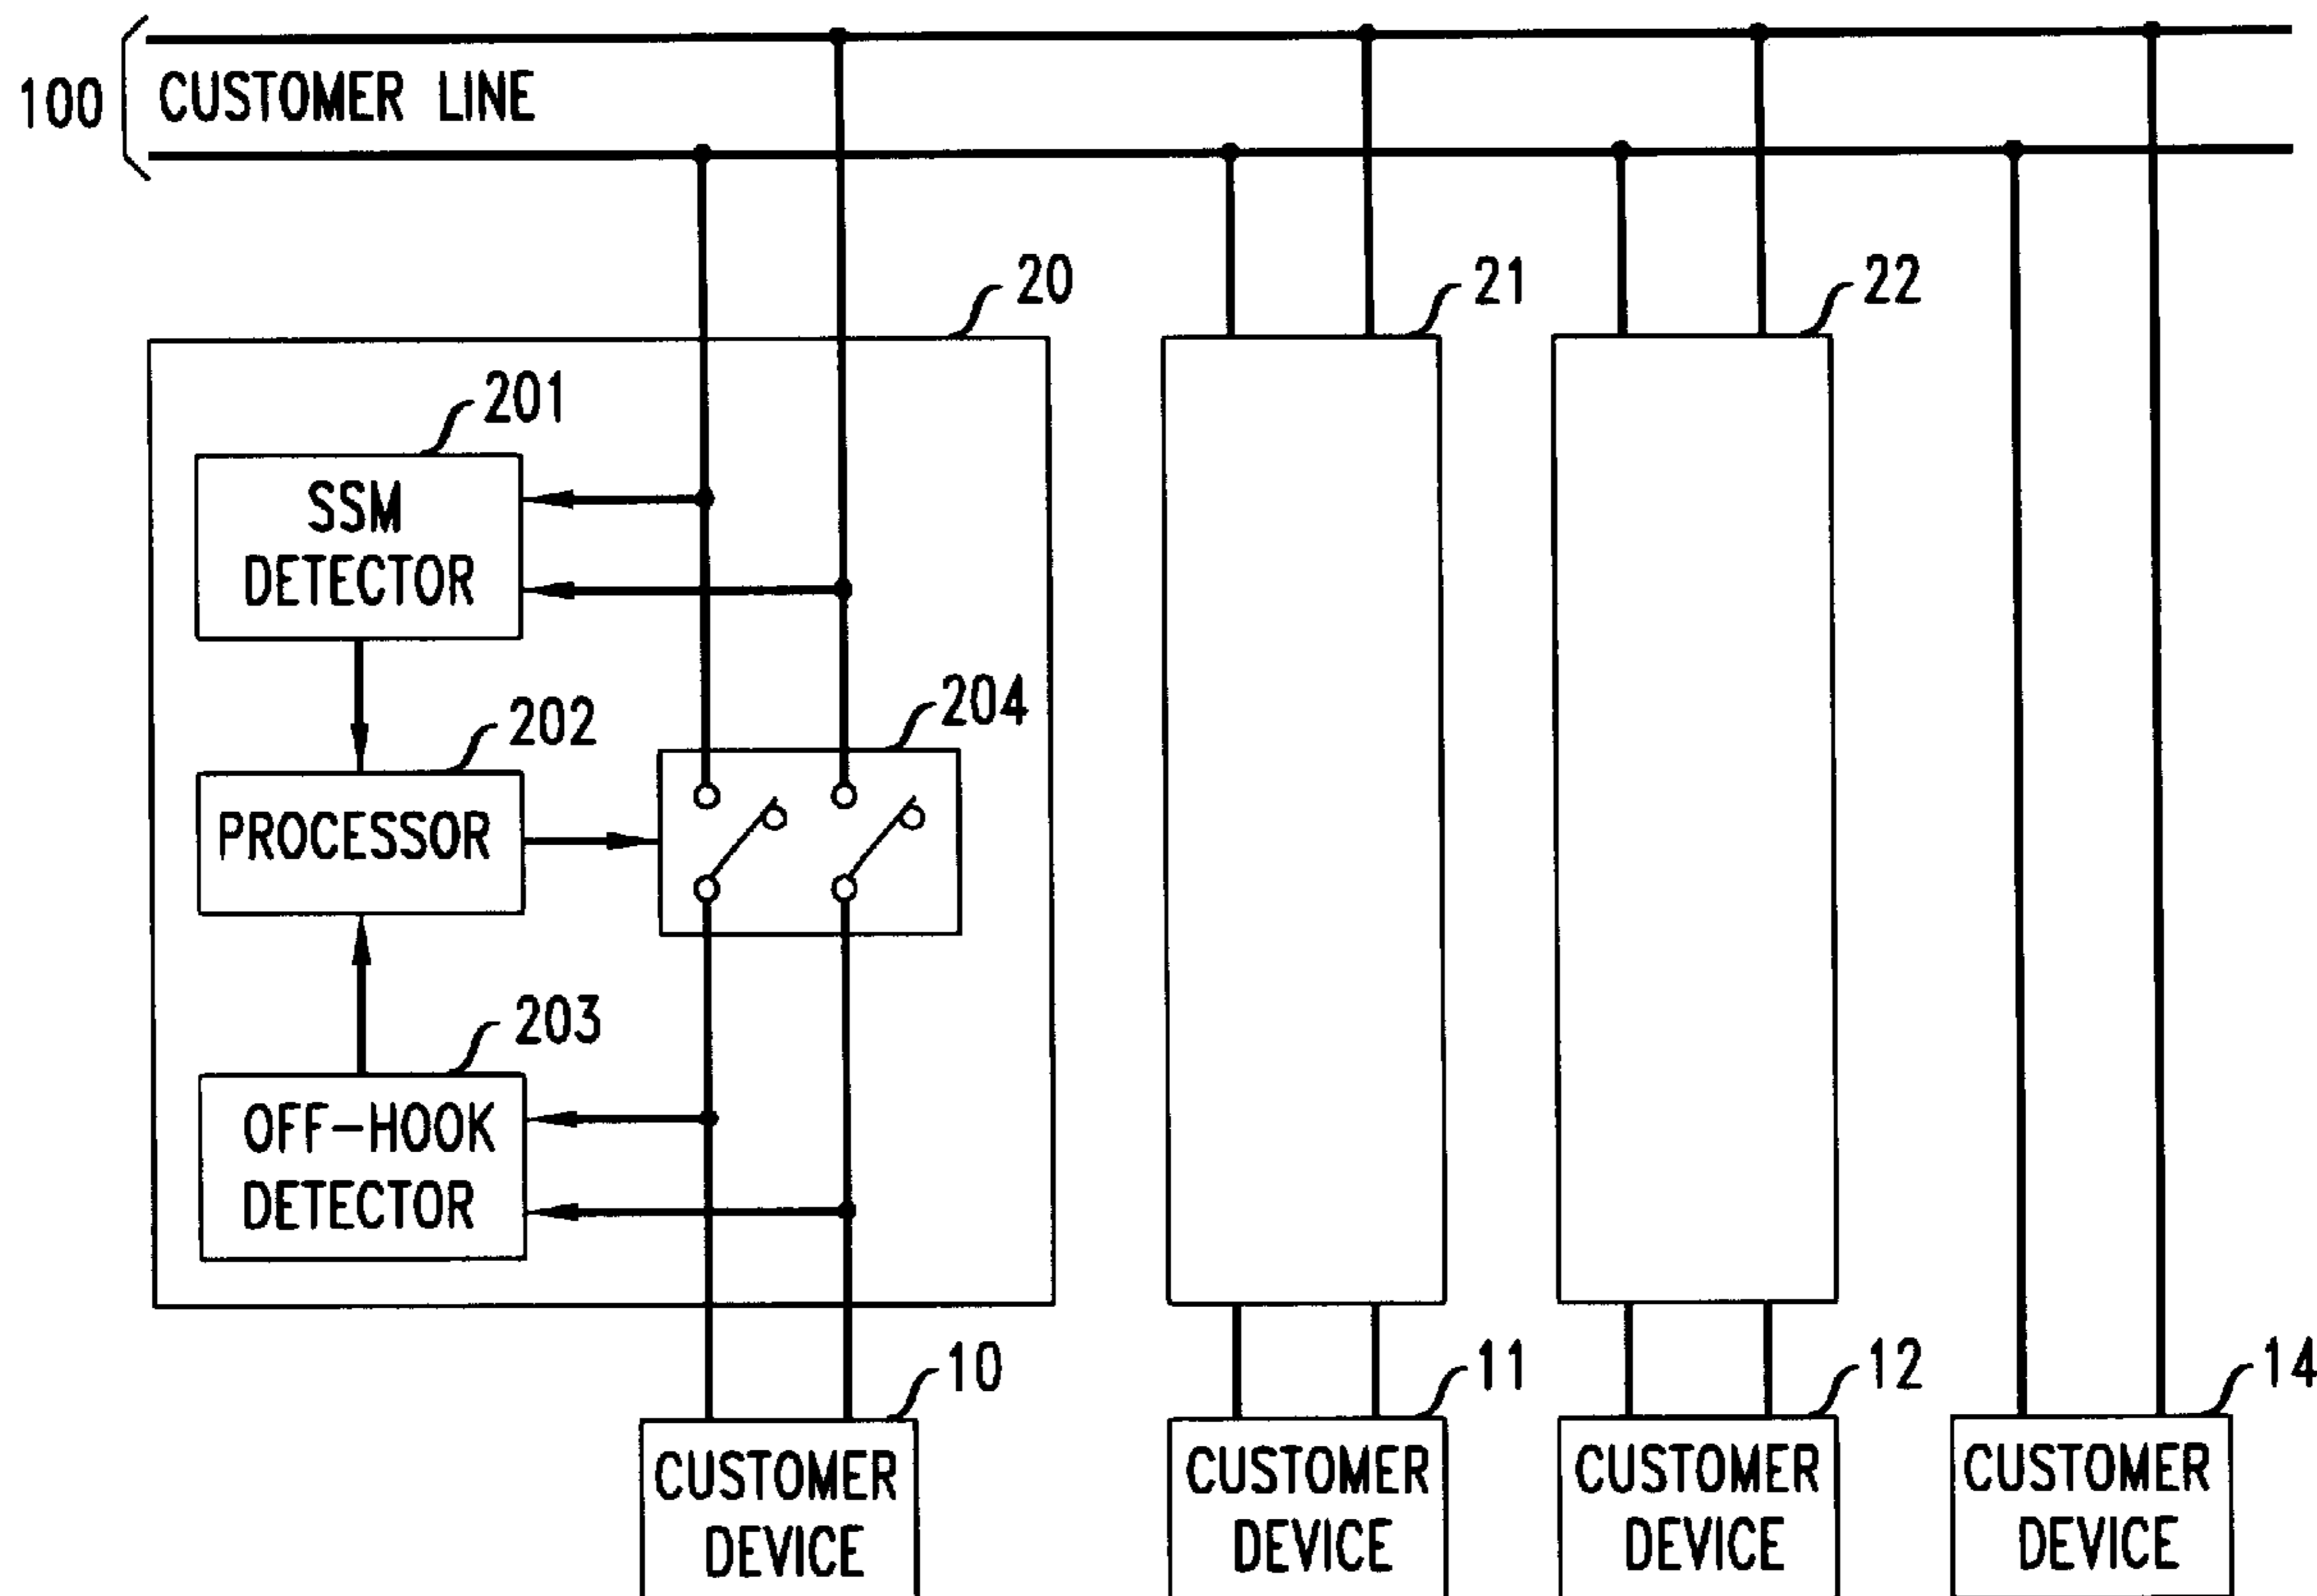 100
CUSTOMER LINE
20
21
22
201
SSM
DETECTOR
202
204
PROCESSOR
203
OFF-HOOK
DETECTOR
10
11
12
14
CUSTOMER
DEVICE
CUSTOMER
DEVICE
CUSTOMER
DEVICE
CUSTOMER
DEVICE